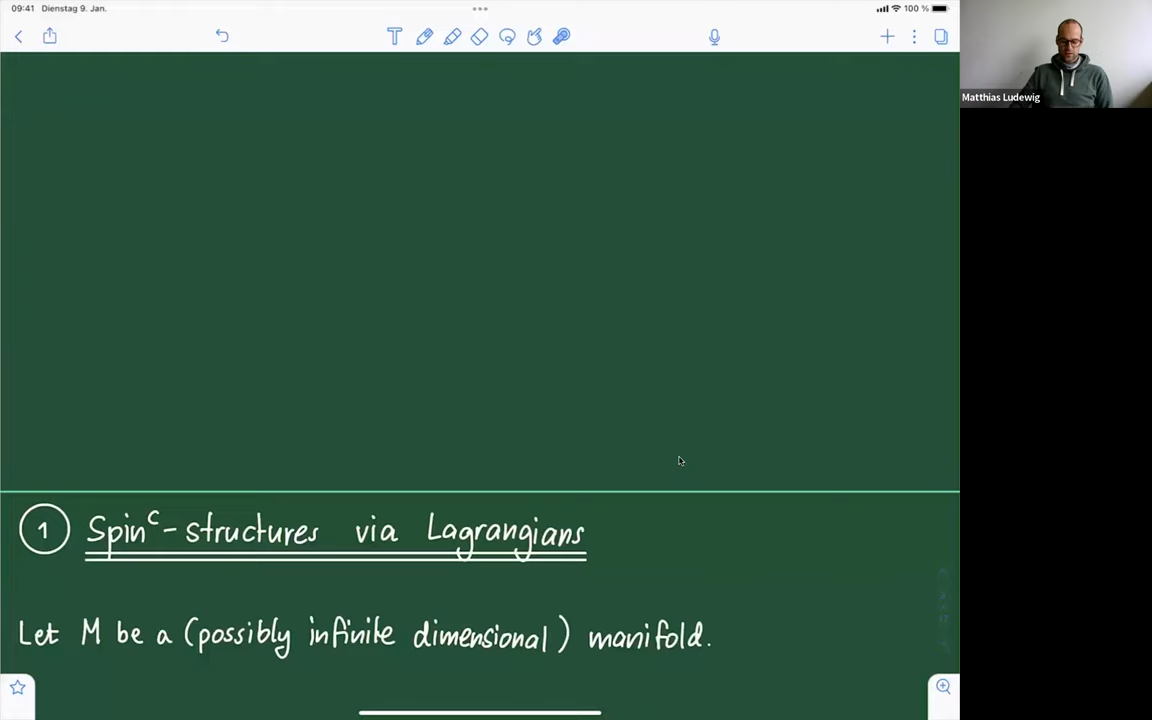 09:41 Dienstag 9. Jan.
100 %
Matthias Ludewig
1 Spin^c-structures via Lagrangians
Let M be a (possibly infinite dimensional) manifold.